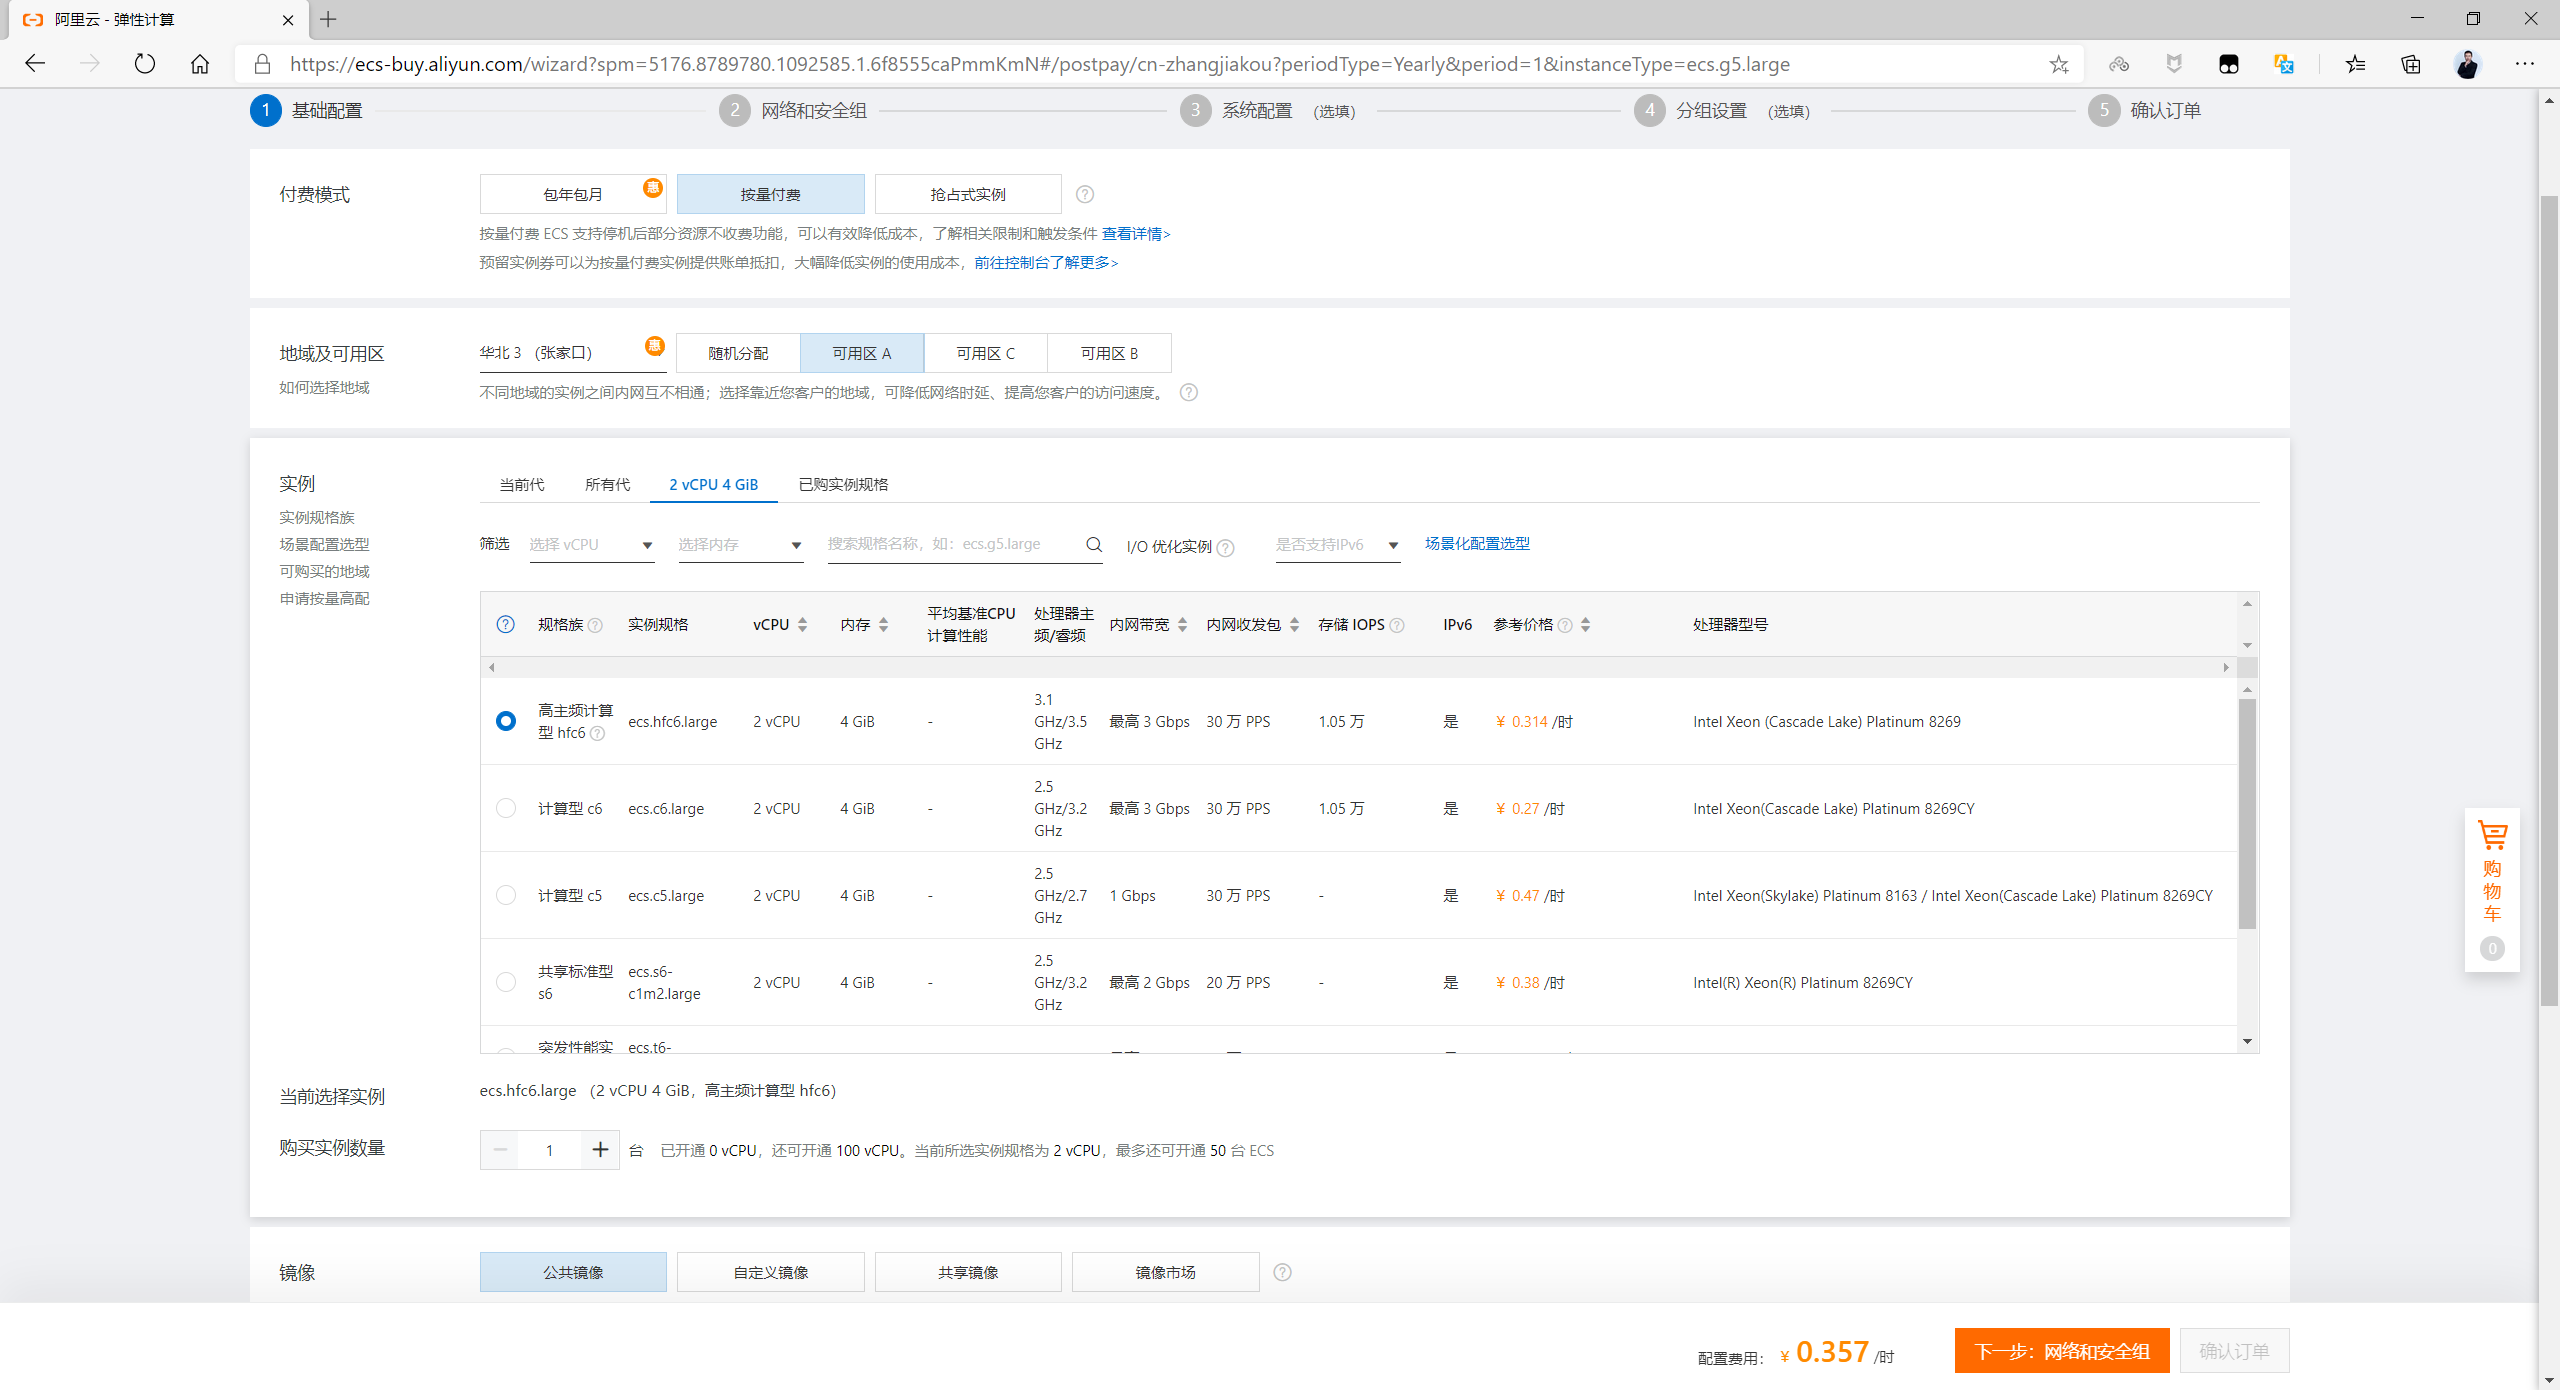 阿里云 - 弹性计算
https://ecs-buy.aliyun.com/wizard?spm=5176.8789780.1092585.1.6f8555caPmmKmN#/postpay/cn-zhangjiakou?periodType=Yearly&period=1&instanceType=ecs.g5.large
1 基础配置 2 网络和安全组 3 系统配置 (选填) 4 分组设置 (选填) 5 确认订单
付费模式 包年包月 惠 按量付费 抢占式实例
按量付费 ECS 支持停机后部分资源不收费功能，可以有效降低成本，了解相关限制和触发条件 查看详情>
预留实例券可以为按量付费实例提供账单抵扣，大幅降低实例的使用成本，前往控制台了解更多>
地域及可用区 华北 3 （张家口） 惠 随机分配 可用区 A 可用区 C 可用区 B
如何选择地域 不同地域的实例之间内网互不相通；选择靠近您客户的地域，可降低网络时延、提高您客户的访问速度。
实例 当前代 所有代 2 vCPU 4 GiB 已购实例规格
实例规格族
场景配置选型
可购买的地域
申请按量高配
筛选 选择 vCPU 选择内存 搜索规格名称，如：ecs.g5.large I/O 优化实例 是否支持IPv6 场景化配置选型
规格族 实例规格 vCPU 内存 平均基准CPU计算性能 处理器主频/睿频 内网带宽 内网收发包 存储 IOPS IPv6 参考价格 处理器型号
高主频计算型 hfc6 ecs.hfc6.large 2 vCPU 4 GiB - 3.1 GHz/3.5 GHz 最高 3 Gbps 30 万 PPS 1.05 万 是 ¥ 0.314 /时 Intel Xeon (Cascade Lake) Platinum 8269
计算型 c6 ecs.c6.large 2 vCPU 4 GiB - 2.5 GHz/3.2 GHz 最高 3 Gbps 30 万 PPS 1.05 万 是 ¥ 0.27 /时 Intel Xeon(Cascade Lake) Platinum 8269CY
计算型 c5 ecs.c5.large 2 vCPU 4 GiB - 2.5 GHz/2.7 GHz 1 Gbps 30 万 PPS - 是 ¥ 0.47 /时 Intel Xeon(Skylake) Platinum 8163 / Intel Xeon(Cascade Lake) Platinum 8269CY
共享标准型 s6 ecs.s6-c1m2.large 2 vCPU 4 GiB - 2.5 GHz/3.2 GHz 最高 2 Gbps 20 万 PPS - 是 ¥ 0.38 /时 Intel(R) Xeon(R) Platinum 8269CY
突发性能实 ecs.t6-
当前选择实例 ecs.hfc6.large （2 vCPU 4 GiB，高主频计算型 hfc6）
购买实例数量 1 台 已开通 0 vCPU，还可开通 100 vCPU。当前所选实例规格为 2 vCPU，最多还可开通 50 台 ECS
镜像 公共镜像 自定义镜像 共享镜像 镜像市场
购物车
0
配置费用： ¥ 0.357 /时 下一步：网络和安全组 确认订单